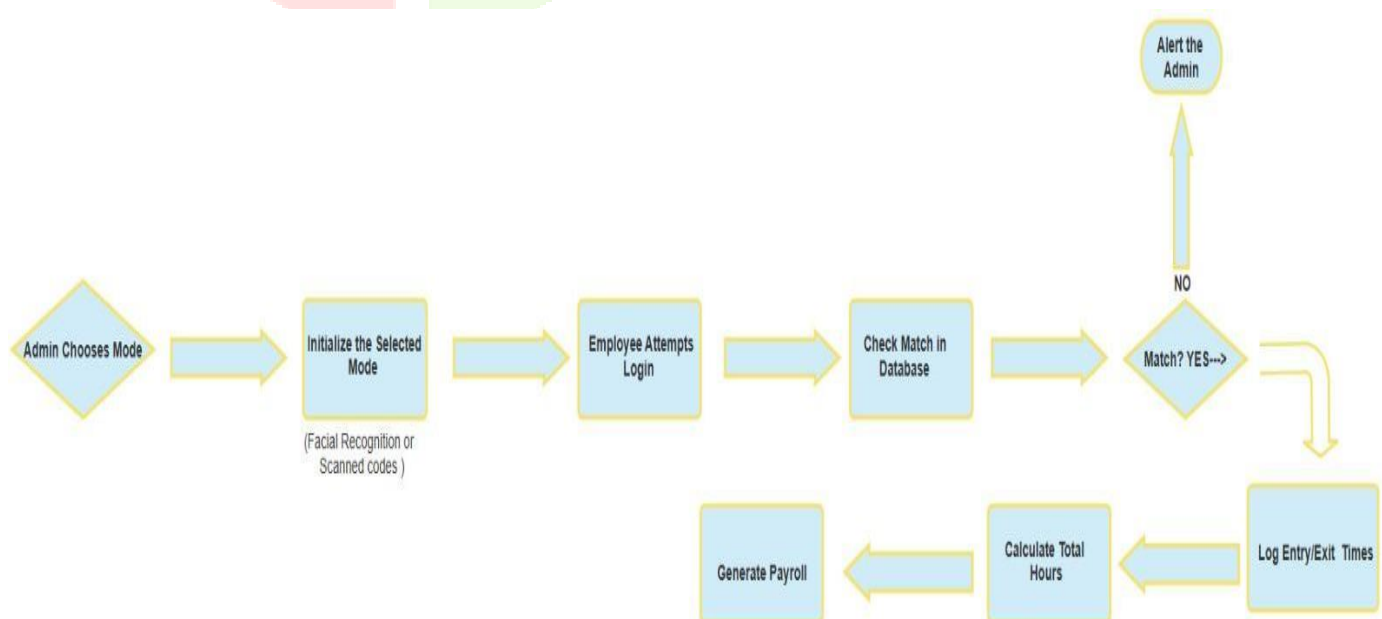 Alert the
Admin
NO
Admin Chooses Mode
Initialize the Selected
Mode
(Facial Recognition or
Scanned codes )
Employee Attempts
Login
Check Match in
Database
Match? YES--->
Log Entry/Exit Times
Calculate Total
Hours
Generate Payroll